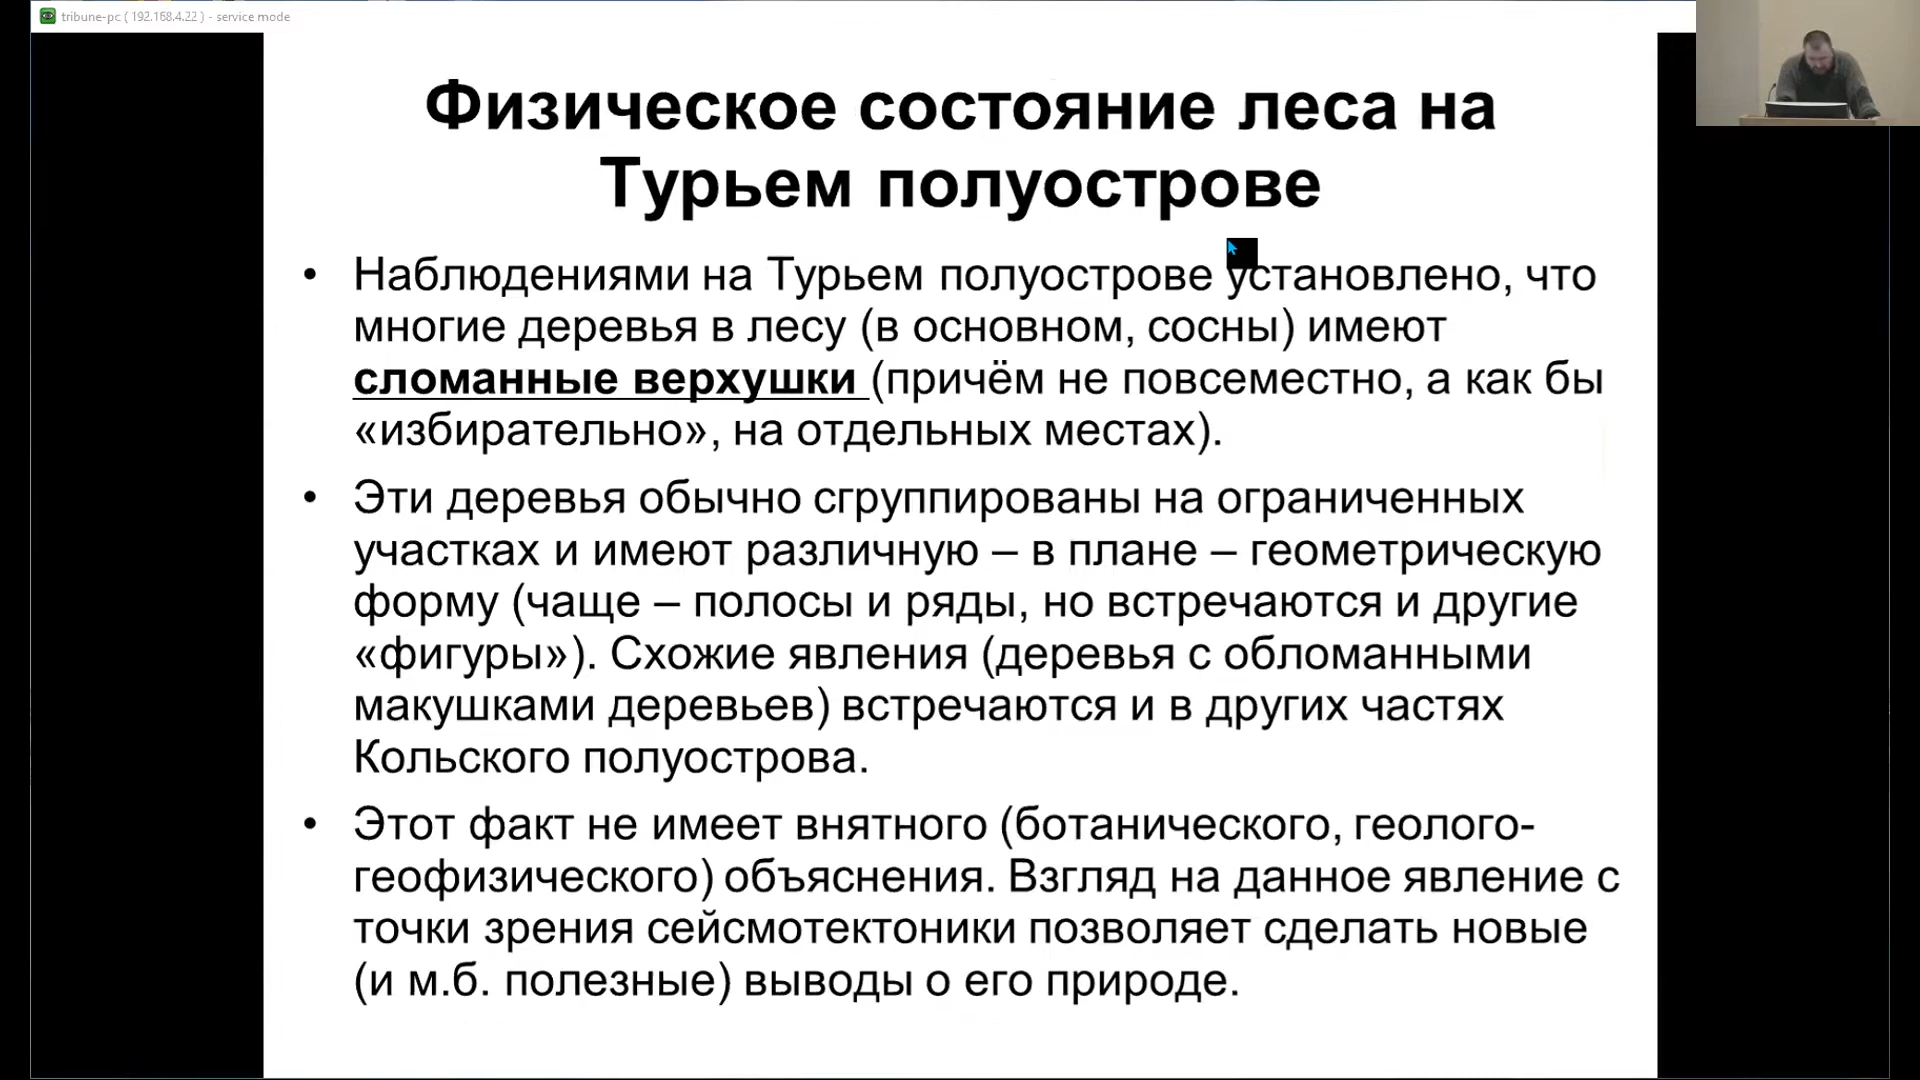 tribune-pc ( 192.168.4.22 ) - service mode
Физическое состояние леса на
Турьем полуострове
• Наблюдениями на Турьем полуострове установлено, что
многие деревья в лесу (в основном, сосны) имеют
сломанные верхушки (причём не повсеместно, а как бы
«избирательно», на отдельных местах).
• Эти деревья обычно сгруппированы на ограниченных
участках и имеют различную – в плане – геометрическую
форму (чаще – полосы и ряды, но встречаются и другие
«фигуры»). Схожие явления (деревья с обломанными
макушками деревьев) встречаются и в других частях
Кольского полуострова.
• Этот факт не имеет внятного (ботанического, геолого-
геофизического) объяснения. Взгляд на данное явление с
точки зрения сейсмотектоники позволяет сделать новые
(и м.б. полезные) выводы о его природе.